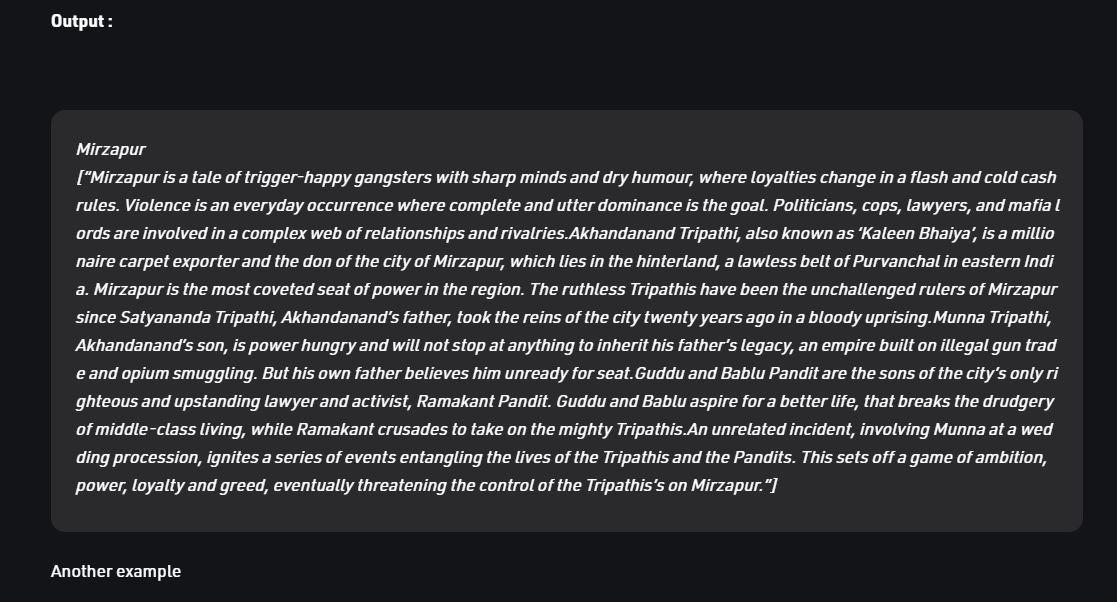 Output :
Mirzapur
[“Mirzapur is a tale of trigger-happy gangsters with sharp minds and dry humour, where loyalties change in a flash and cold cash
rules. Violence is an everyday occurrence where complete and utter dominance is the goal. Politicians, cops, lawyers, and mafia l
ords are involved in a complex web of relationships and rivalries.Akhandanand Tripathi, also known as ‘Kaleen Bhaiya’, is a millio
naire carpet exporter and the don of the city of Mirzapur, which lies in the hinterland, a lawless belt of Purvanchal in eastern Indi
a. Mirzapur is the most coveted seat of power in the region. The ruthless Tripathis have been the unchallenged rulers of Mirzapur
since Satyananda Tripathi, Akhandanand’s father, took the reins of the city twenty years ago in a bloody uprising.Munna Tripathi,
Akhandanand’s son, is power hungry and will not stop at anything to inherit his father’s legacy, an empire built on illegal gun trad
e and opium smuggling. But his own father believes him unready for seat.Guddu and Bablu Pandit are the sons of the city’s only ri
ghteous and upstanding lawyer and activist, Ramakant Pandit. Guddu and Bablu aspire for a better life, that breaks the drudgery
of middle-class living, while Ramakant crusades to take on the mighty Tripathis.An unrelated incident, involving Munna at a wed
ding procession, ignites a series of events entangling the lives of the Tripathis and the Pandits. This sets off a game of ambition,
power, loyalty and greed, eventually threatening the control of the Tripathis’s on Mirzapur.”]
Another example